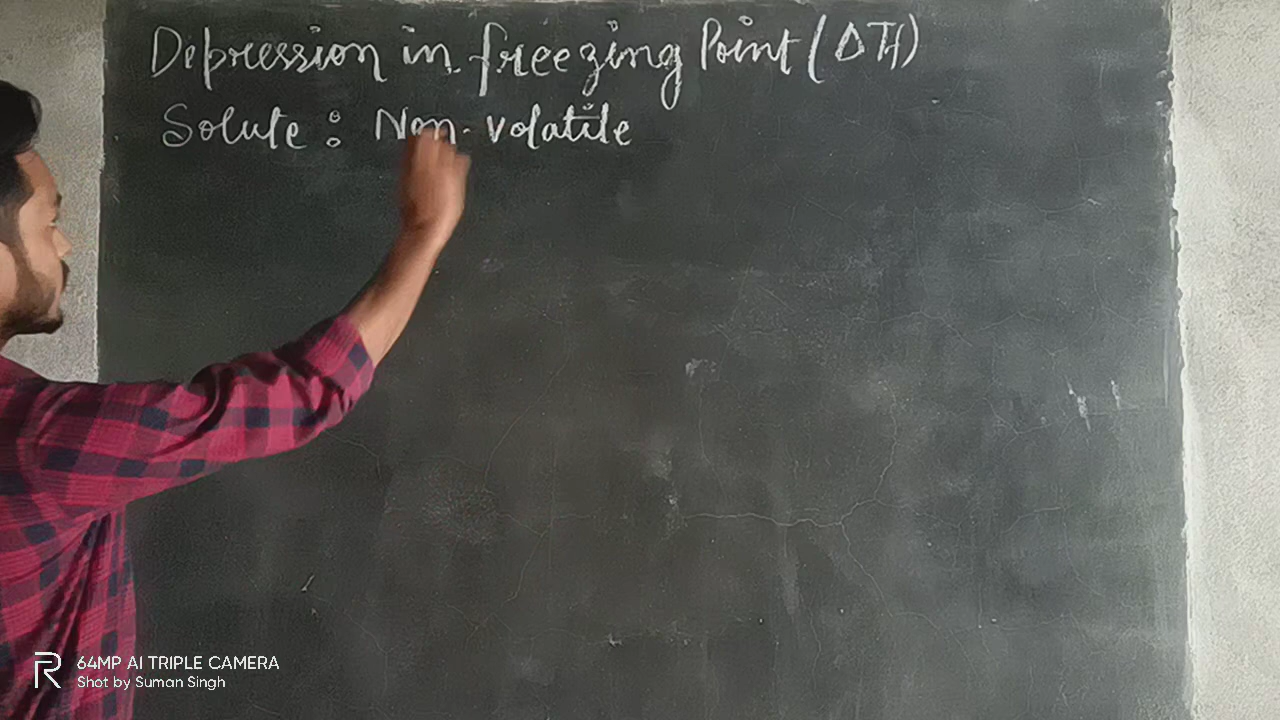 Depression in freezing Point (ΔTf)
Solute : Non-volatile
R 64MP AI TRIPLE CAMERA
Shot by Suman Singh